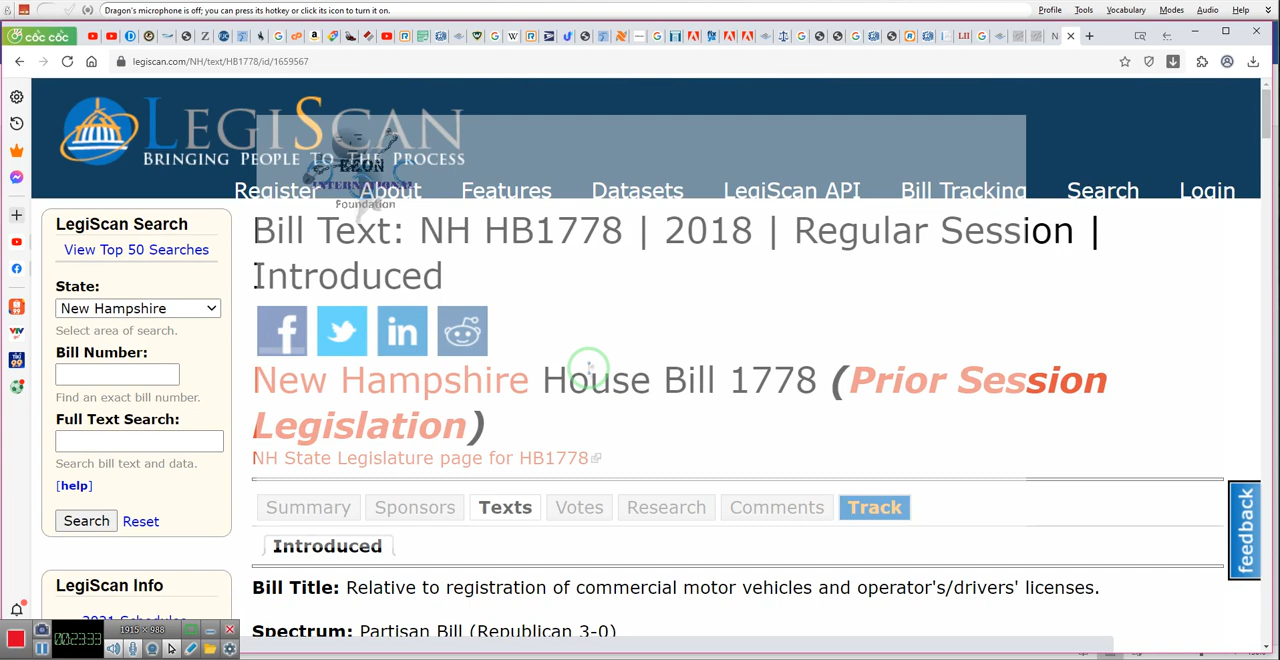 Dragon's microphone is off; you can press its hotkey or click its icon to turn it on.
Profile Tools Vocabulary Modes Audio Help
CỐC CỐC
legiscan.com/NH/text/HB1778/id/1659567
LEGISCAN
BRINGING PEOPLE TO THE PROCESS
KEON
INTERNATIONAL
Foundation
Register About Features Datasets LegiScan API Bill Tracking Search Login
LegiScan Search
View Top 50 Searches
State:
New Hampshire
Select area of search.
Bill Number:
Find an exact bill number.
Full Text Search:
Search bill text and data.
[help]
Search Reset
LegiScan Info
2021 Schedules
Bill Text: NH HB1778 | 2018 | Regular Session |
Introduced
New Hampshire House Bill 1778 (Prior Session
Legislation)
NH State Legislature page for HB1778
Summary Sponsors Texts Votes Research Comments Track
Introduced
Bill Title: Relative to registration of commercial motor vehicles and operator's/drivers' licenses.
Spectrum: Partisan Bill (Republican 3-0)
feedback
00:23:33
1915 x 988